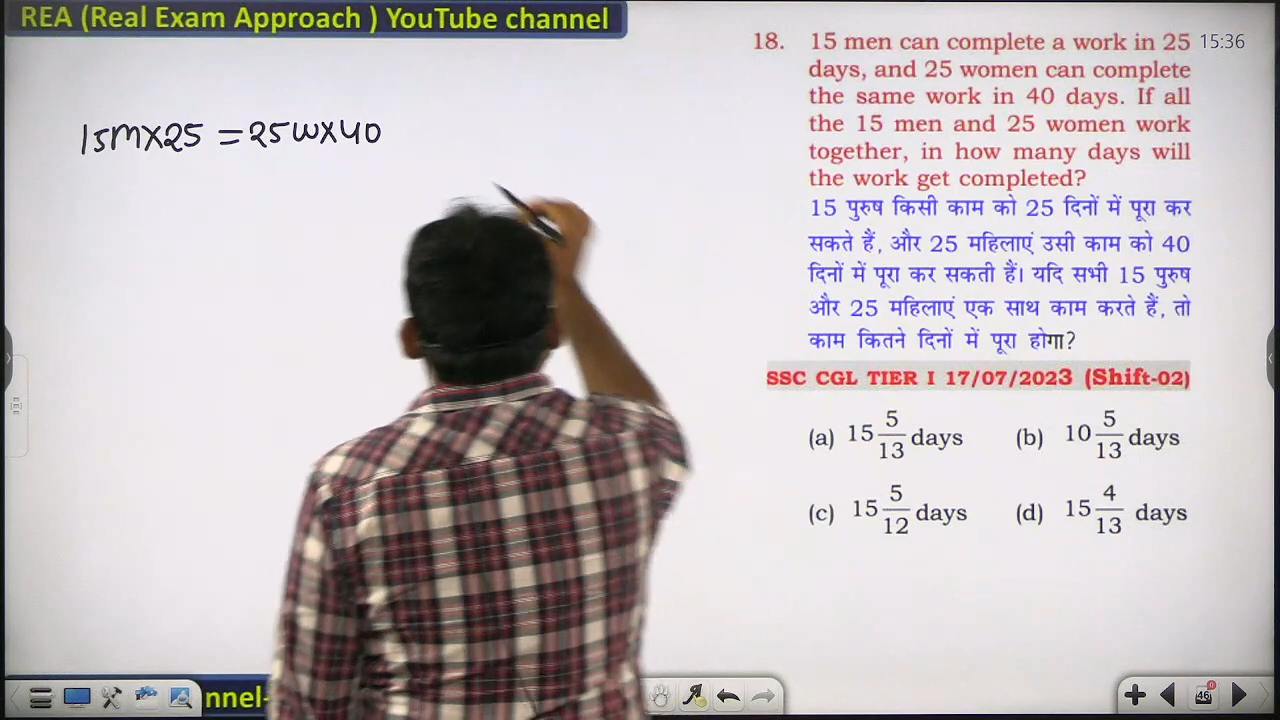 REA (Real Exam Approach ) YouTube channel
15:36
15M×25 = 25W×40
18. 15 men can complete a work in 25
days, and 25 women can complete
the same work in 40 days. If all
the 15 men and 25 women work
together, in how many days will
the work get completed?
15 पुरुष किसी काम को 25 दिनों में पूरा कर
सकते हैं, और 25 महिलाएं उसी काम को 40
दिनों में पूरा कर सकती हैं। यदि सभी 15 पुरुष
और 25 महिलाएं एक साथ काम करते हैं, तो
काम कितने दिनों में पूरा होगा?
SSC CGL TIER I 17/07/2023 (Shift-02)
(a) 15 5/13 days (b) 10 5/13 days
(c) 15 5/12 days (d) 15 4/13 days
nnel-
46
0